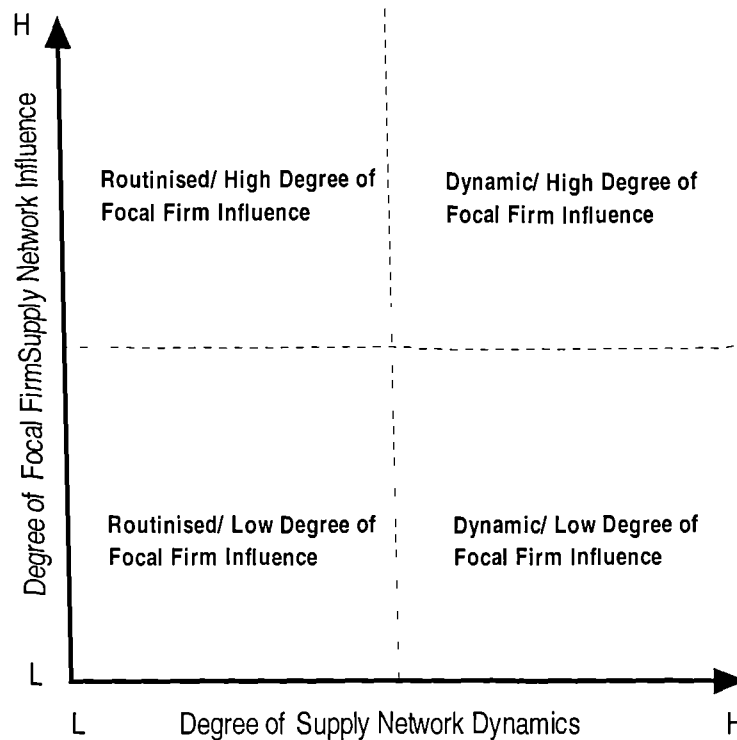 H
Degree of Focal FirmSupply Network Influence
Routinised/ High Degree of
Focal Firm Influence
Dynamic/ High Degree of
Focal Firm Influence
Routinised/ Low Degree of
Focal Firm Influence
Dynamic/ Low Degree of
Focal Firm Influence
L
L
Degree of Supply Network Dynamics
H